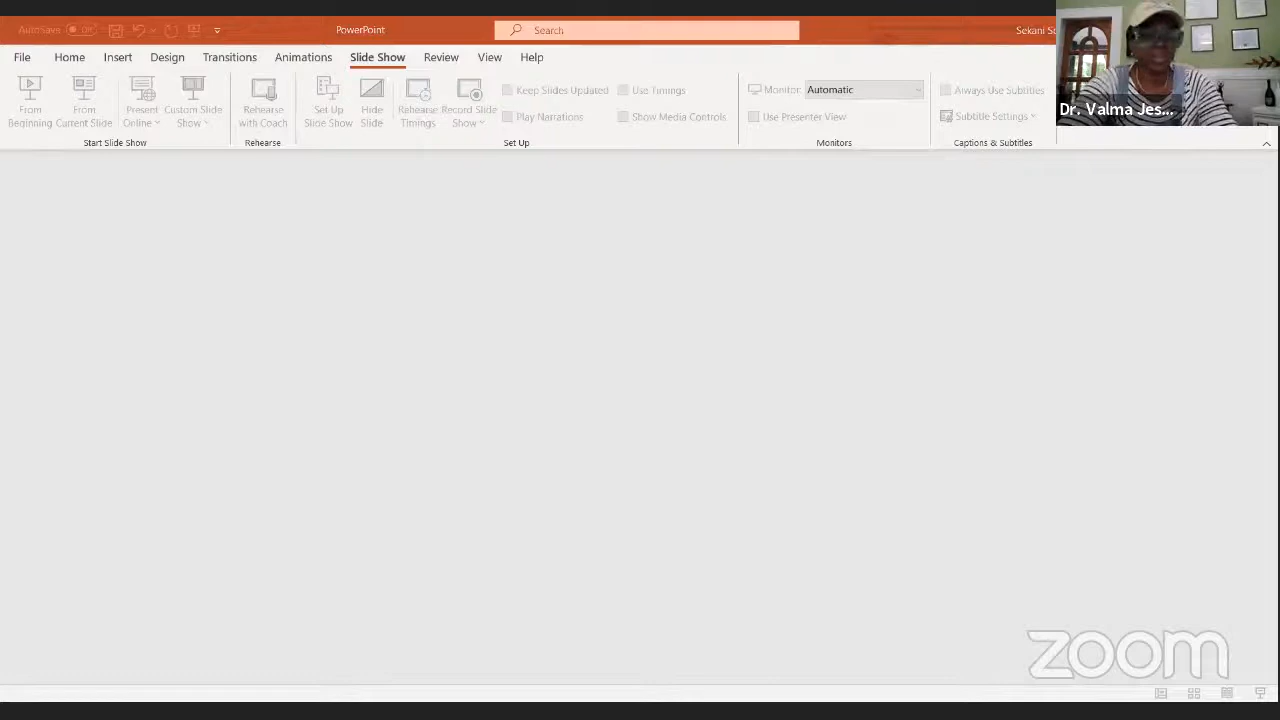 AutoSave Off PowerPoint Search Sekani
File Home Insert Design Transitions Animations Slide Show Review View Help
From Beginning
From Current Slide
Present Online
Custom Slide Show
Rehearse with Coach
Set Up Slide Show
Hide Slide
Rehearse Timings
Record Slide Show
Keep Slides Updated
Use Timings
Play Narrations
Show Media Controls
Monitor: Automatic
Use Presenter View
Always Use Subtitles
Subtitle Settings
Dr. Valma Jes...
Start Slide Show Rehearse Set Up Monitors Captions & Subtitles
zoom